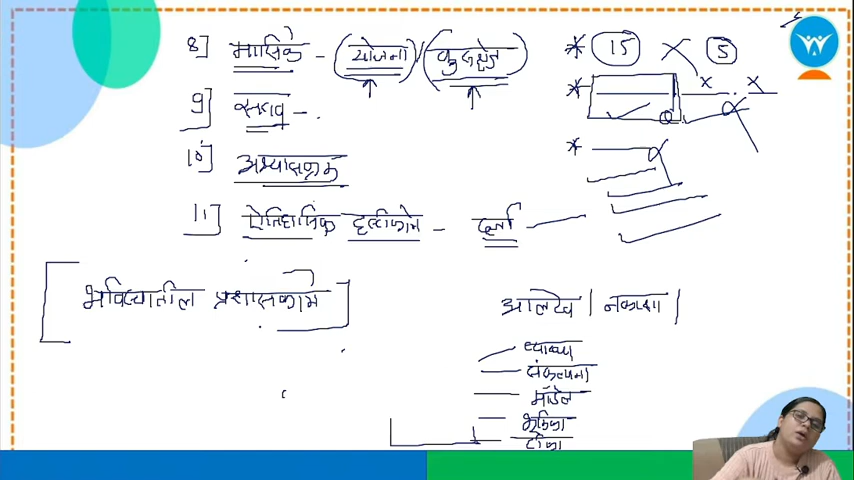 8] मासिके - (योजना) / (कुरुक्षेत्र)
9] सराव - .
10] अभ्यासक्रम
11] ऐतिहासिक दृष्टीकोन -
[भविष्यातील प्रशासकांना]
* 15 5
* x . x
*
आलेख | नकाशा |
व्याख्या
संकल्पना
मॉडेल
भूमिका
टीका